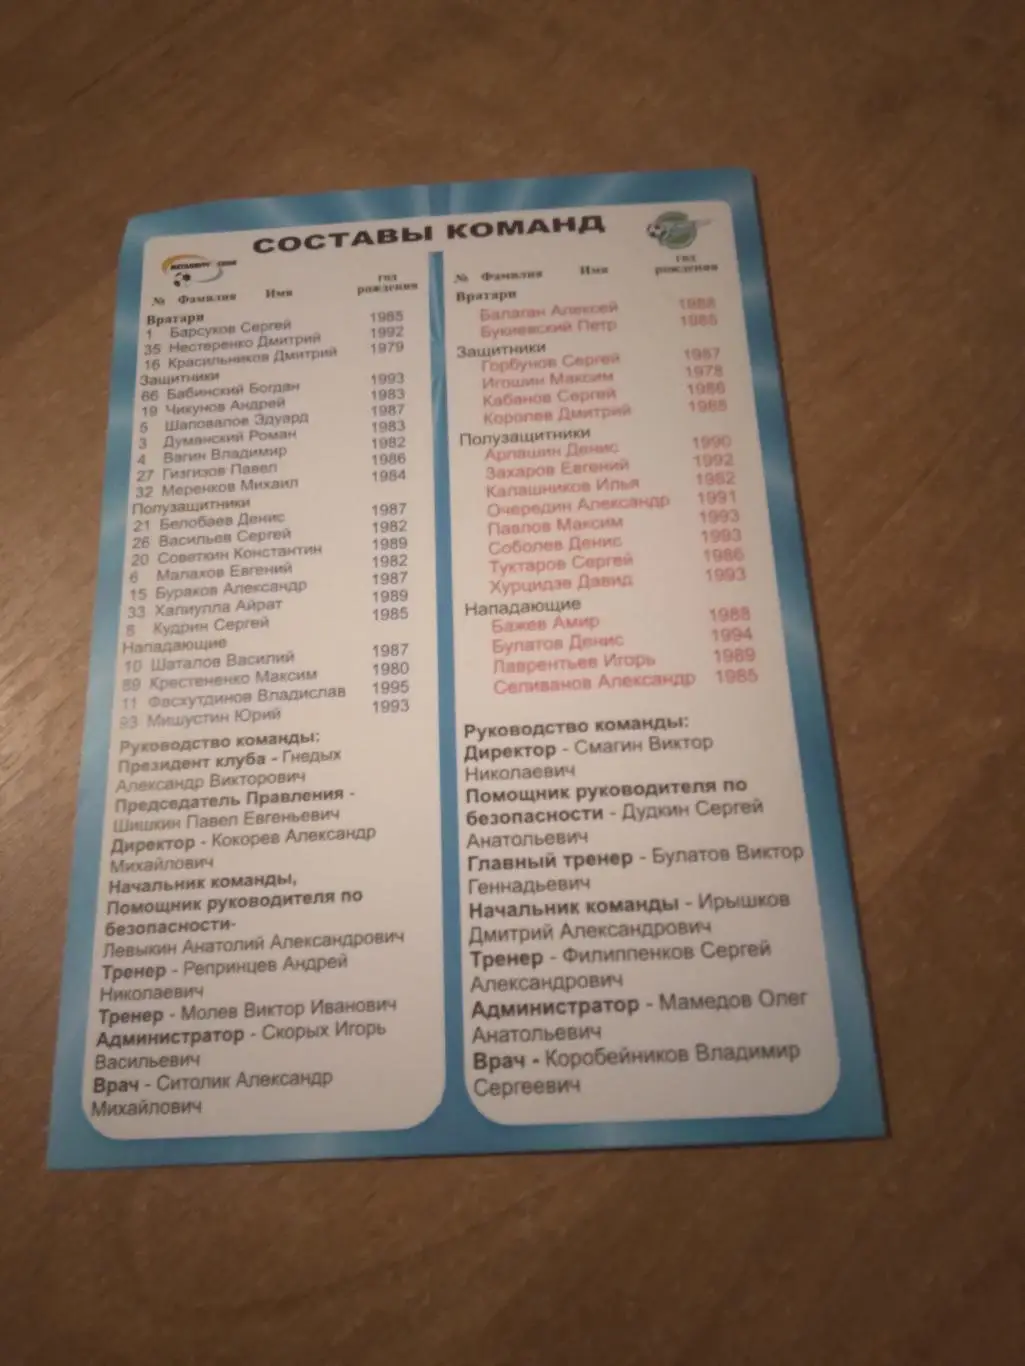 СОСТАВЫ КОМАНД
№ Фамилия Имя год рождения
Вратари
1 Барсуков Сергей 1985
35 Нестеренко Дмитрий 1992
16 Красильников Дмитрий 1979
Защитники
66 Бабинский Богдан 1993
19 Чикунов Андрей 1983
5 Шаповалов Эдуард 1987
3 Думанский Роман 1983
4 Вагин Владимир 1982
27 Гизгизов Павел 1986
32 Меренков Михаил 1984
Полузащитники
21 Белобаев Денис 1987
26 Васильев Сергей 1982
20 Советкин Константин 1989
6 Малахов Евгений 1982
15 Бураков Александр 1987
33 Хапиулла Айрат 1989
8 Кудрин Сергей 1985
Нападающие
10 Шаталов Василий 1987
89 Крестененко Максим 1980
11 Фасхутдинов Владислав 1995
93 Мишустин Юрий 1993
Руководство команды:
Президент клуба - Гнедых
Александр Викторович
Председатель Правления -
Шишкин Павел Евгеньевич
Директор - Кокорев Александр
Михайлович
Начальник команды,
Помощник руководителя по
безопасности-
Левыкин Анатолий Александрович
Тренер - Репринцев Андрей
Николаевич
Тренер - Молев Виктор Иванович
Администратор - Скорых Игорь
Васильевич
Врач - Ситолик Александр
Михайлович
№ Фамилия Имя год рождения
Вратари
Балаган Алексей 1988
Букиевский Петр 1985
Защитники
Горбунов Сергей 1987
Игошин Максим 1978
Кабанов Сергей 1986
Королев Дмитрий 1988
Полузащитники
Арлашин Денис 1990
Захаров Евгений 1992
Калашников Илья 1982
Очередин Александр 1991
Павлов Максим 1993
Соболев Денис 1993
Туктаров Сергей 1986
Хурцидзе Давид 1993
Нападающие
Бажев Амир 1988
Булатов Денис 1994
Лаврентьев Игорь 1989
Селиванов Александр 1985
Руководство команды:
Директор - Смагин Виктор
Николаевич
Помощник руководителя по
безопасности - Дудкин Сергей
Анатольевич
Главный тренер - Булатов Виктор
Геннадьевич
Начальник команды - Ирышков
Дмитрий Александрович
Тренер - Филиппенков Сергей
Александрович
Администратор - Мамедов Олег
Анатольевич
Врач - Коробейников Владимир
Сергеевич